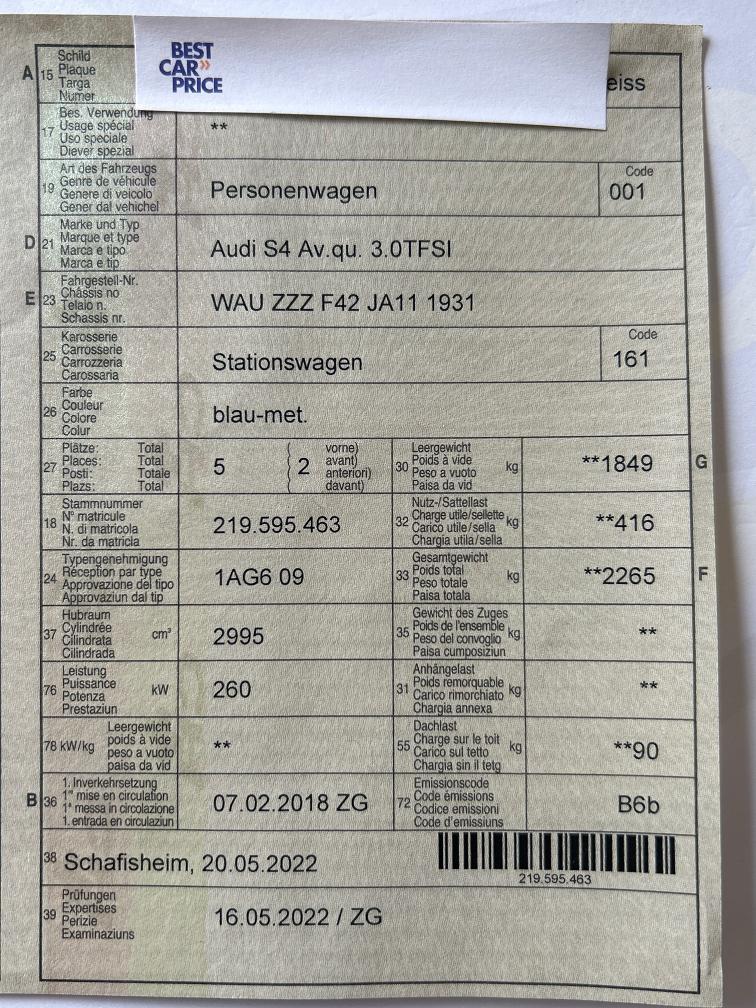 BEST
CAR»
PRICE
A 15 Schild
Plaque
Targa
Numer
eiss
17 Bes. Verwendung
Usage spécial
Uso speciale
Diever spezial
**
19 Art des Fahrzeugs
Genre de véhicule
Genere di veicolo
Gener dal vehichel
Personenwagen
Code
001
D 21 Marke und Typ
Marque et type
Marca e tipo
Marca e tip
Audi S4 Av.qu. 3.0TFSI
E 23 Fahrgestell-Nr.
Châssis no
Telaio n.
Schassis nr.
WAU ZZZ F42 JA11 1931
25 Karosserie
Carrosserie
Carrozzeria
Carossaria
Stationswagen
Code
161
26 Farbe
Couleur
Colore
Colur
blau-met.
27 Plätze: Total
Places: Total
Posti: Totale
Plazs: Total
5
2
vorne)
avant)
anteriori)
davant)
30 Leergewicht
Poids à vide
Peso a vuoto
Paisa da vid
kg
**1849
G
18 Stammnummer
N° matricule
N. di matricola
Nr. da matricla
219.595.463
32 Nutz-/Sattellast
Charge utile/sellette
Carico utile/sella
Chargia utila/sella
kg
**416
24 Typengenehmigung
Réception par type
Approvazione del tipo
Approvaziun dal tip
1AG6 09
33 Gesamtgewicht
Poids total
Peso totale
Paisa totala
kg
**2265
F
37 Hubraum
Cylindrée
Cilindrata
Cilindrada
cm³
2995
35 Gewicht des Zuges
Poids de l'ensemble
Peso del convoglio
Paisa cumposiziun
kg
**
76 Leistung
Puissance
Potenza
Prestaziun
kW
260
31 Anhängelast
Poids remorquable
Carico rimorchiato
Chargia annexa
kg
**
78 kW/kg
Leergewicht
poids à vide
peso a vuoto
paisa da vid
**
55 Dachlast
Charge sur le toit
Carico sul tetto
Chargia sin il tetg
kg
**90
B 36 1. Inverkehrsetzung
1re mise en circulation
1a messa in circolazione
1. entrada en circulaziun
07.02.2018 ZG
72 Emissionscode
Code émissions
Codice emissioni
Code d'emissiuns
B6b
38 Schafisheim, 20.05.2022
219.595.463
39 Prüfungen
Expertises
Perizie
Examinaziuns
16.05.2022 / ZG